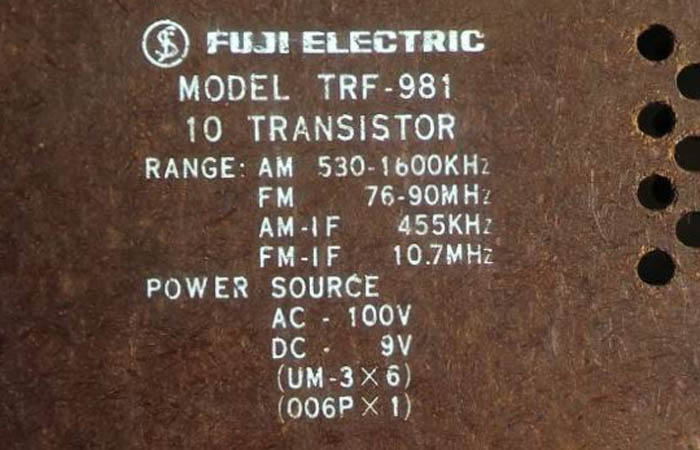 FUJI ELECTRIC
MODEL TRF-981
10 TRANSISTOR
RANGE: AM 530-1600KHz
FM 76-90MHz
AM-IF 455KHz
FM-IF 10.7MHz
POWER SOURCE
AC - 100V
DC - 9V
(UM-3×6)
(006P×1)